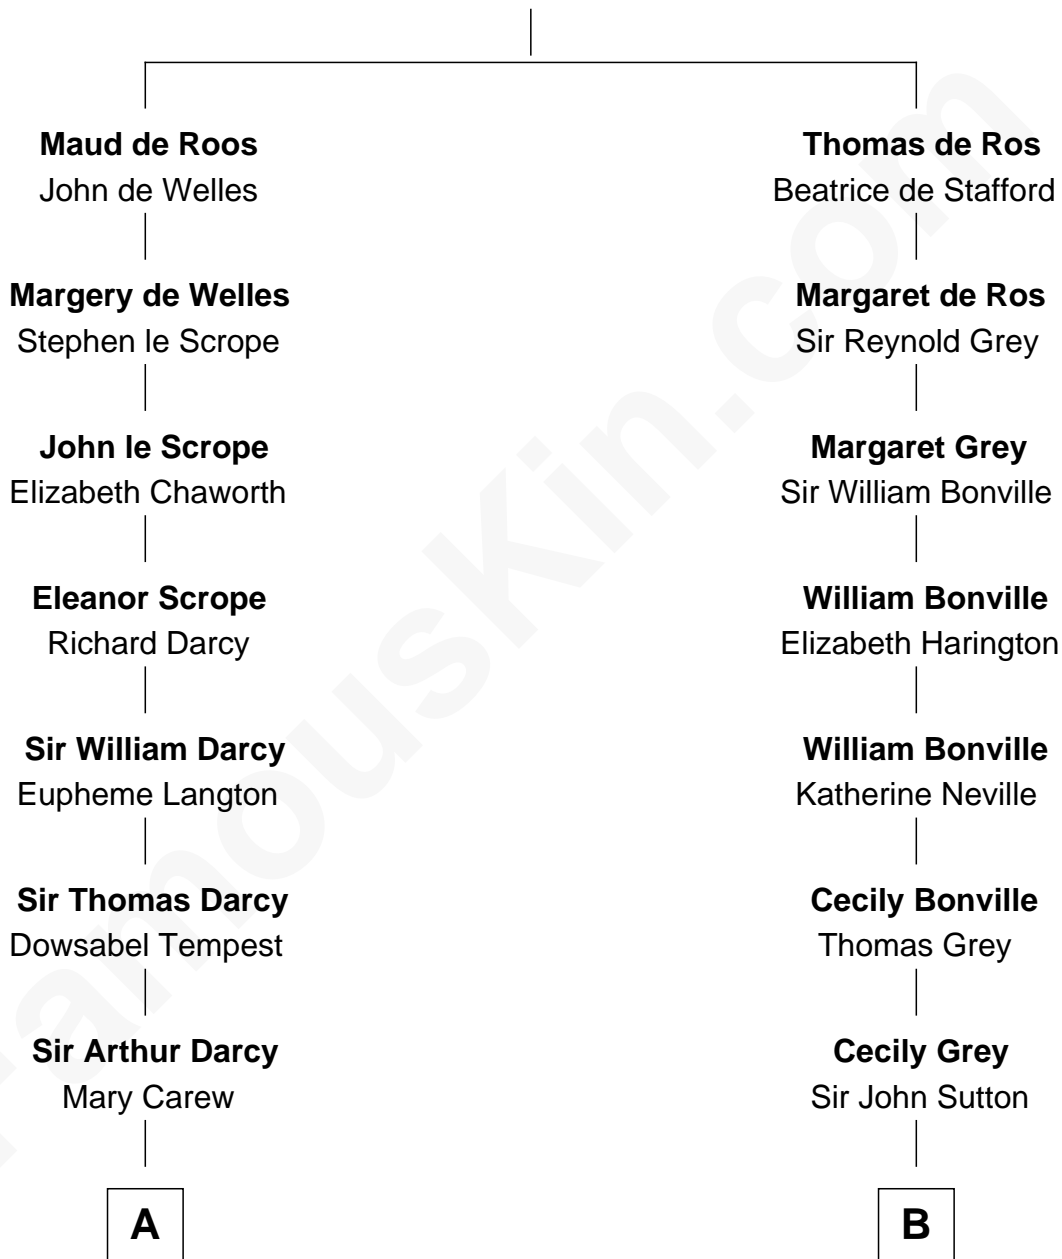 Maud de Roos
John de Welles
Margery de Welles
Stephen le Scrope
John le Scrope
Elizabeth Chaworth
Eleanor Scrope
Richard Darcy
Sir William Darcy
Eupheme Langton
Sir Thomas Darcy
Dowsabel Tempest
Sir Arthur Darcy
Mary Carew
A
Thomas de Ros
Beatrice de Stafford
Margaret de Ros
Sir Reynold Grey
Margaret Grey
Sir William Bonville
William Bonville
Elizabeth Harington
William Bonville
Katherine Neville
Cecily Bonville
Thomas Grey
Cecily Grey
Sir John Sutton
B
FamousKin.com